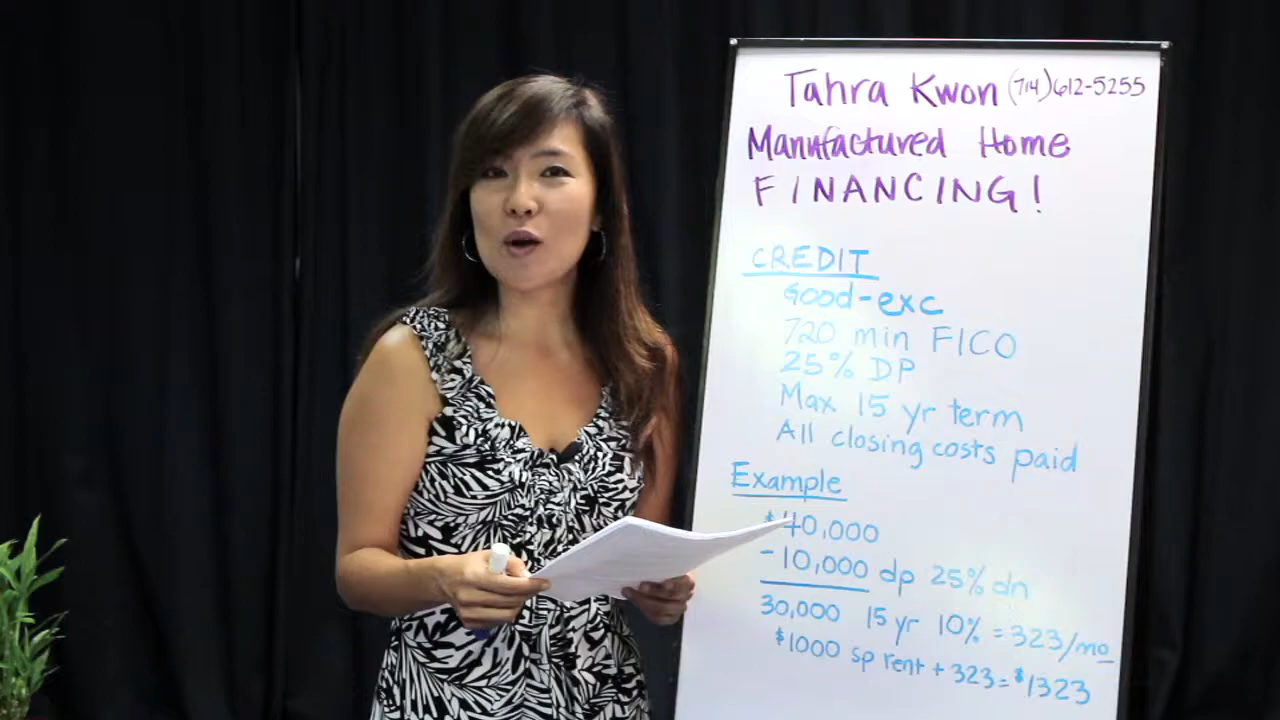 Tahra Kwon (714) 612-5255
Manufactured Home
FINANCING!
CREDIT
Good-exc
720 min FICO
25% DP
Max 15 yr term
All closing costs paid
Example
$40,000
-10,000 dp 25% dn
30,000 15 yr 10% = 323/mo
$1000 sp rent + 323 = $1323